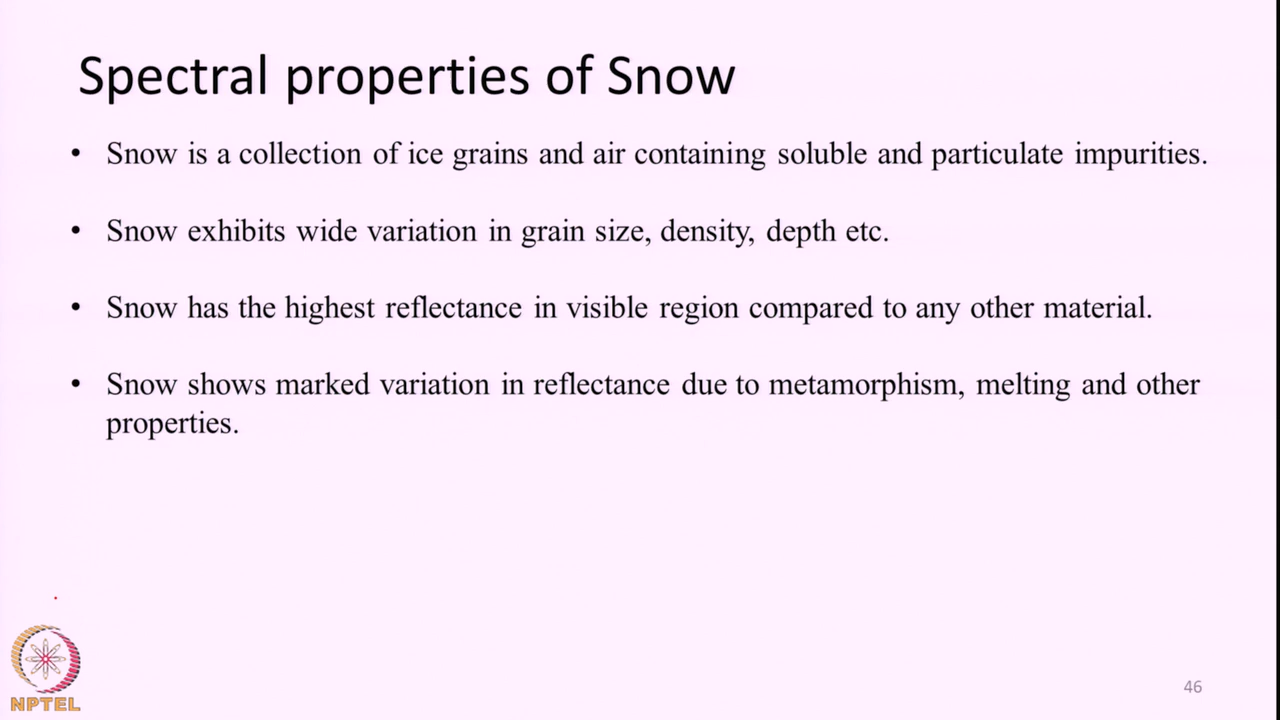 Spectral properties of Snow
• Snow is a collection of ice grains and air containing soluble and particulate impurities.
• Snow exhibits wide variation in grain size, density, depth etc.
• Snow has the highest reflectance in visible region compared to any other material.
• Snow shows marked variation in reflectance due to metamorphism, melting and other
properties.
NPTEL
46